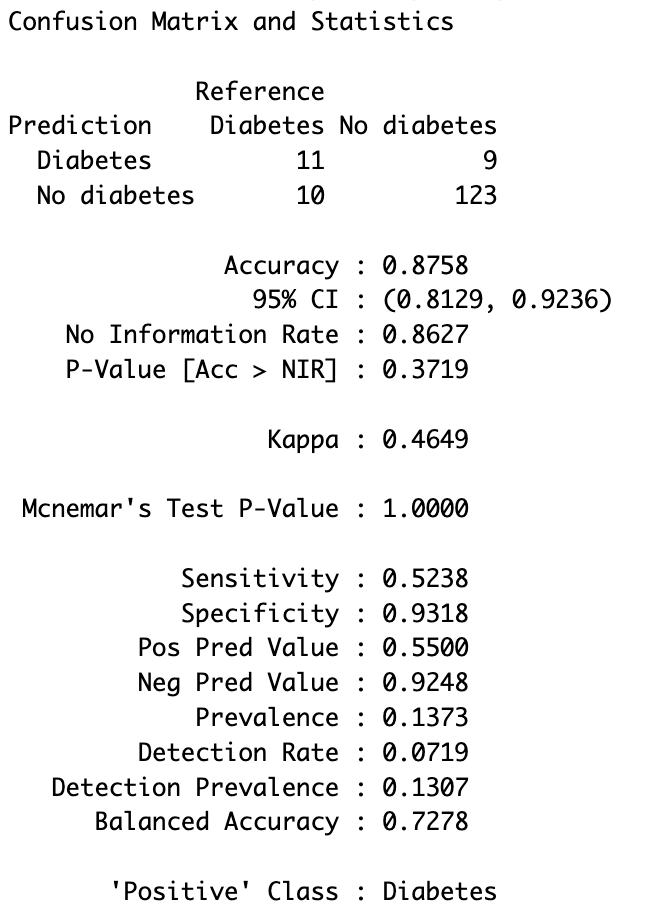 Confusion Matrix and Statistics
Reference
Prediction Diabetes No diabetes
Diabetes 11 9
No diabetes 10 123
Accuracy : 0.8758
95% CI : (0.8129, 0.9236)
No Information Rate : 0.8627
P-Value [Acc > NIR] : 0.3719
Kappa : 0.4649
Mcnemar's Test P-Value : 1.0000
Sensitivity : 0.5238
Specificity : 0.9318
Pos Pred Value : 0.5500
Neg Pred Value : 0.9248
Prevalence : 0.1373
Detection Rate : 0.0719
Detection Prevalence : 0.1307
Balanced Accuracy : 0.7278
'Positive' Class : Diabetes